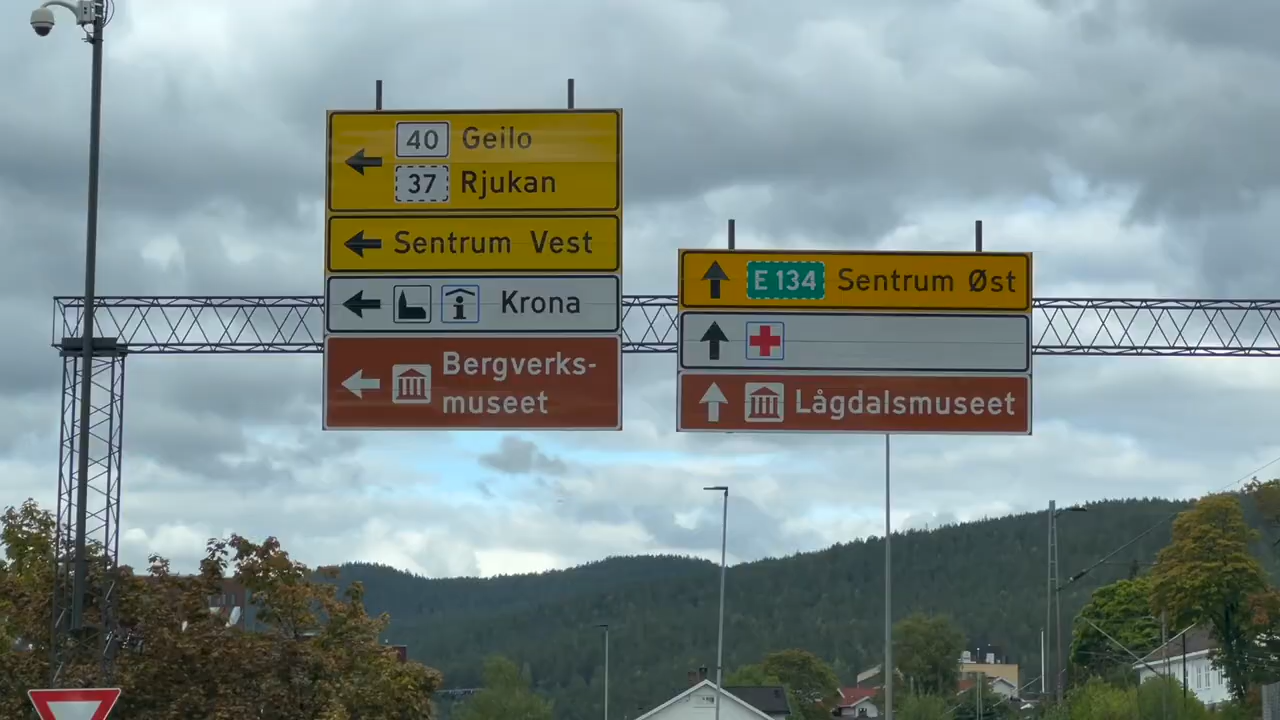 40 Geilo
37 Rjukan
Sentrum Vest
Krona
Bergverks-
museet
E 134 Sentrum Øst
Lågdalsmuseet